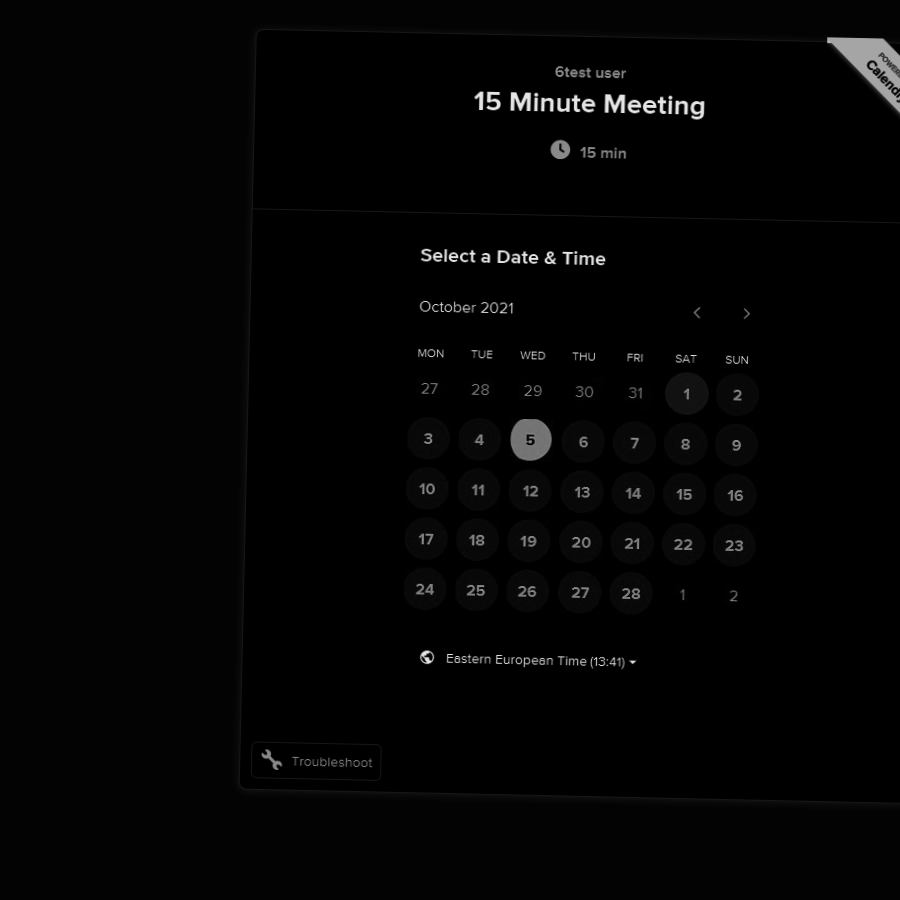 6test user
15 Minute Meeting
15 min
Select a Date & Time
October 2021
MON TUE WED THU FRI SAT SUN
27 28 29 30 31 1 2
3 4 5 6 7 8 9
10 11 12 13 14 15 16
17 18 19 20 21 22 23
24 25 26 27 28 1 2
Eastern European Time (13:41)
Troubleshoot